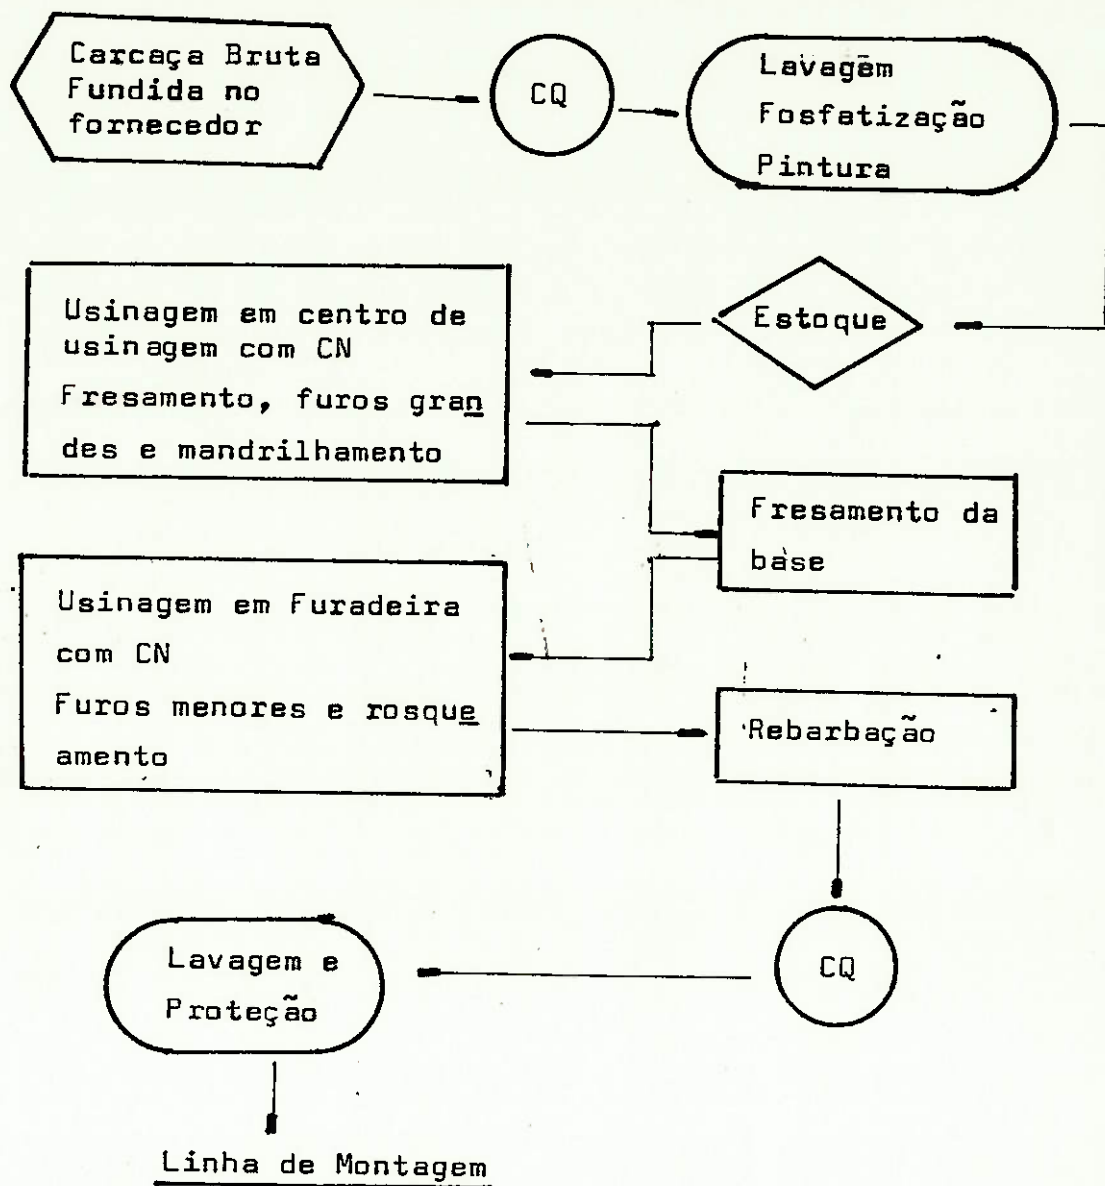 Carcaça Bruta
Fundida no
fornecedor
CQ
Lavagem
Fosfatização
Pintura
Estoque
Usinagem em centro de
usinagem com CN
Fresamento, furos gran
des e mandrilhamento
Fresamento da
base
Usinagem em Furadeira
com CN
Furos menores e rosque
amento
Rebarbação
CQ
Lavagem e
Proteção
Linha de Montagem